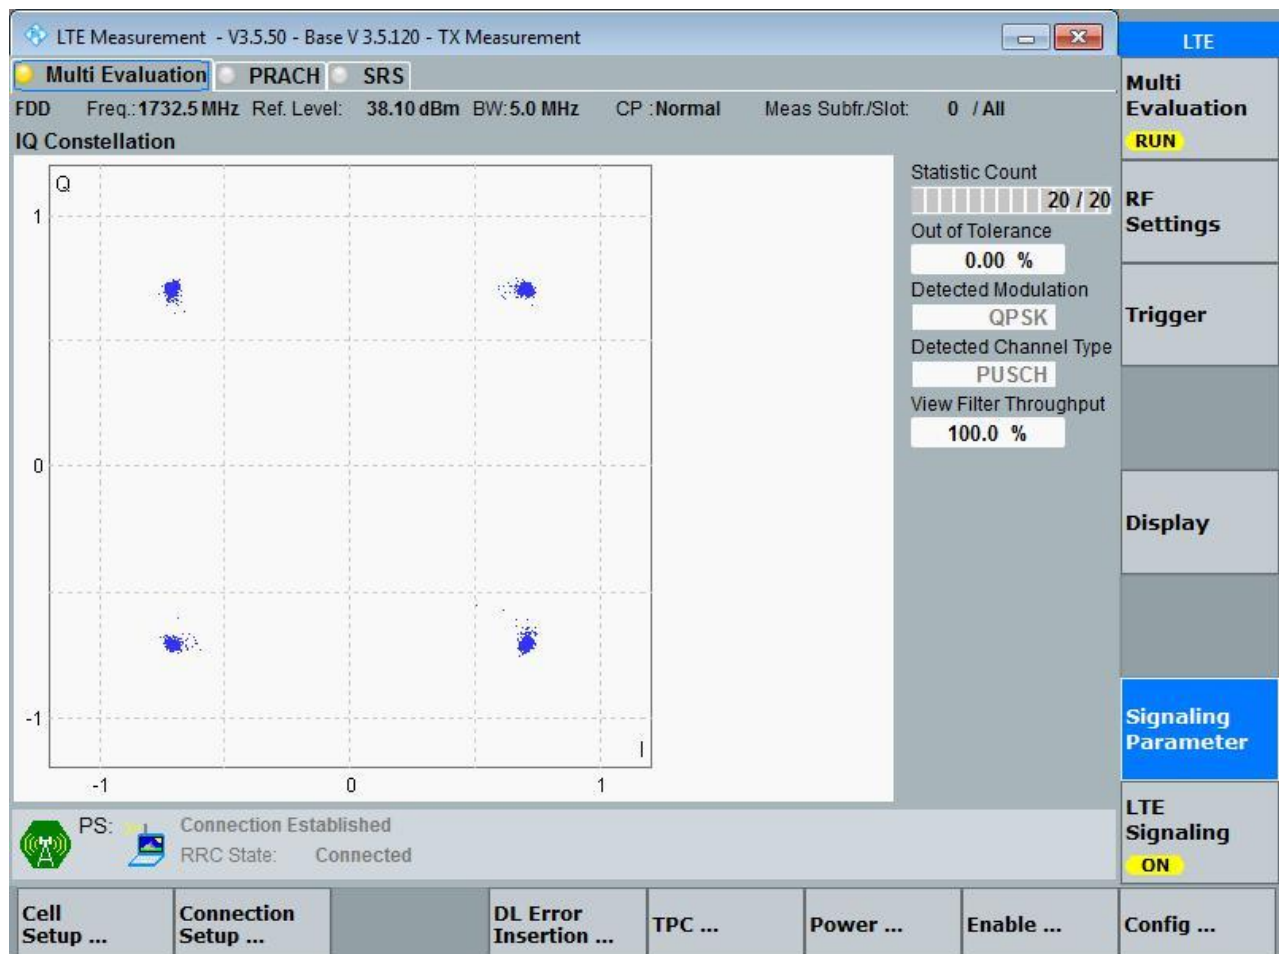 LTE Measurement - V3.5.50 - Base V 3.5.120 - TX Measurement
LTE
Multi Evaluation PRACH SRS
FDD Freq.: 1732.5 MHz Ref. Level: 38.10 dBm BW: 5.0 MHz CP : Normal Meas Subfr./Slot: 0 / All
IQ Constellation
Q
1
0
-1
I
-1 0 1
Statistic Count
20 / 20
Out of Tolerance
0.00 %
Detected Modulation
QPSK
Detected Channel Type
PUSCH
View Filter Throughput
100.0 %
Multi
Evaluation
RUN
RF
Settings
Trigger
Display
Signaling
Parameter
LTE
Signaling
ON
PS: Connection Established
RRC State: Connected
Cell
Setup ...
Connection
Setup ...
DL Error
Insertion ...
TPC ...
Power ...
Enable ...
Config ...